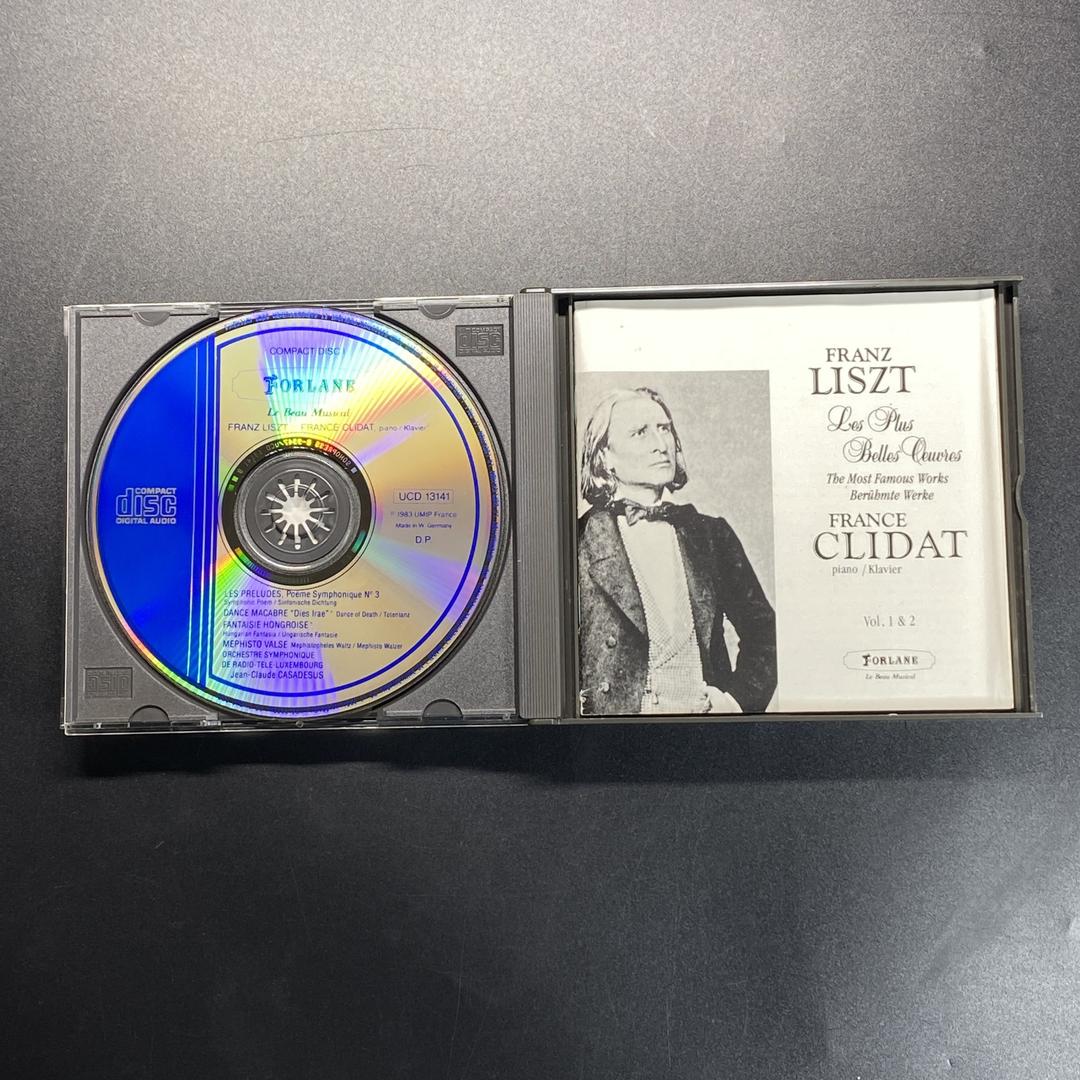 COMPACT DISC
FORLANE
Le Beau Musical
FRANZ LISZT FRANCE CLIDAT, piano / Klavier
COMPACT
disc
DIGITAL AUDIO
UCD 13141
℗ 1983 UMIP France
Made in W. Germany
D.P.
LES PRELUDES, Poème Symphonique N° 3
Symphonic Poem / Sinfonische Dichtung
DANCE MACABRE "Dies Irae" * Dance of Death / Totentanz
FANTAISIE HONGROISE *
Hungarian Fantasia / Ungarische Fantasie
MEPHISTO VALSE Mephistopheles Waltz / Mephisto Walzer
ORCHESTRE SYMPHONIQUE
DE RADIO-TELE-LUXEMBOURG
Jean-Claude CASADESUS
COMPACT
disc
FRANZ
LISZT
Les Plus
Belles Œuvres
The Most Famous Works
Berühmte Werke
FRANCE
CLIDAT
piano / Klavier
Vol. 1 & 2
FORLANE
Le Beau Musical